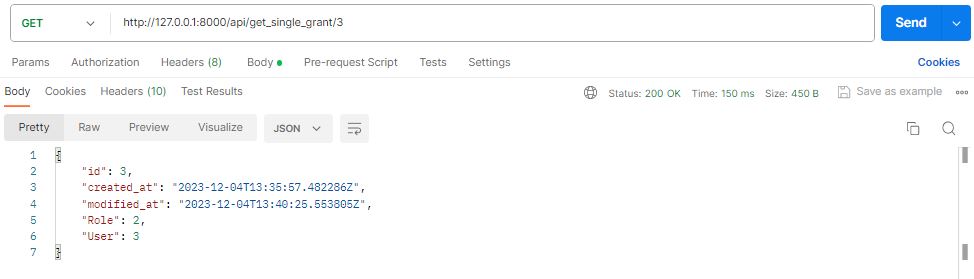 GET http://127.0.0.1:8000/api/get_single_grant/3 Send
Params Authorization Headers (8) Body Pre-request Script Tests Settings Cookies
Body Cookies Headers (10) Test Results Status: 200 OK Time: 150 ms Size: 450 B Save as example
Pretty Raw Preview Visualize JSON
1 {
2 "id": 3,
3 "created_at": "2023-12-04T13:35:57.482286Z",
4 "modified_at": "2023-12-04T13:40:25.553805Z",
5 "Role": 2,
6 "User": 3
7 }